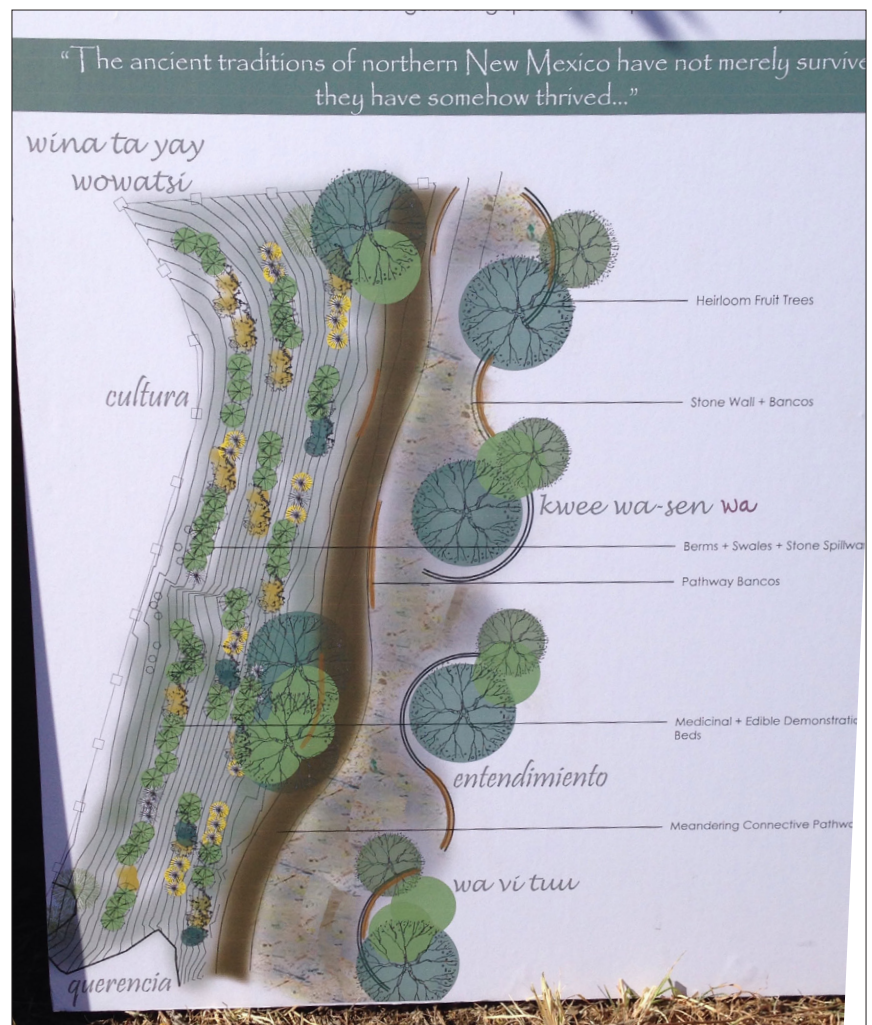 “The ancient traditions of northern New Mexico have not merely survive
they have somehow thrived...”
wina ta yay
wowatsi
Heirloom Fruit Trees
cultura
Stone Wall + Bancos
kwee wa-sen wa
Berms + Swales + Stone Spillwa
Pathway Bancos
Medicinal + Edible Demonstratio
Beds
entendimiento
Meandering Connective Pathwa
wa vi tuu
querencia